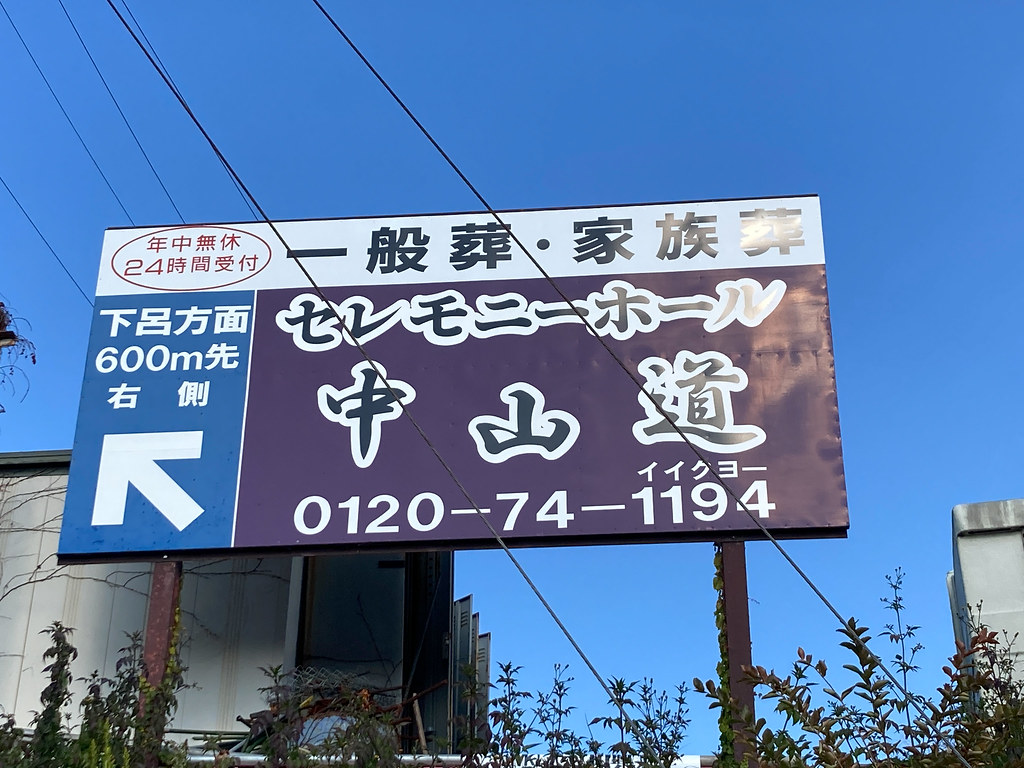 年中無休
24時間受付
一般葬・家族葬
下呂方面
600m先
右側
セレモニーホール
中山道
イイクヨー
0120-74-1194